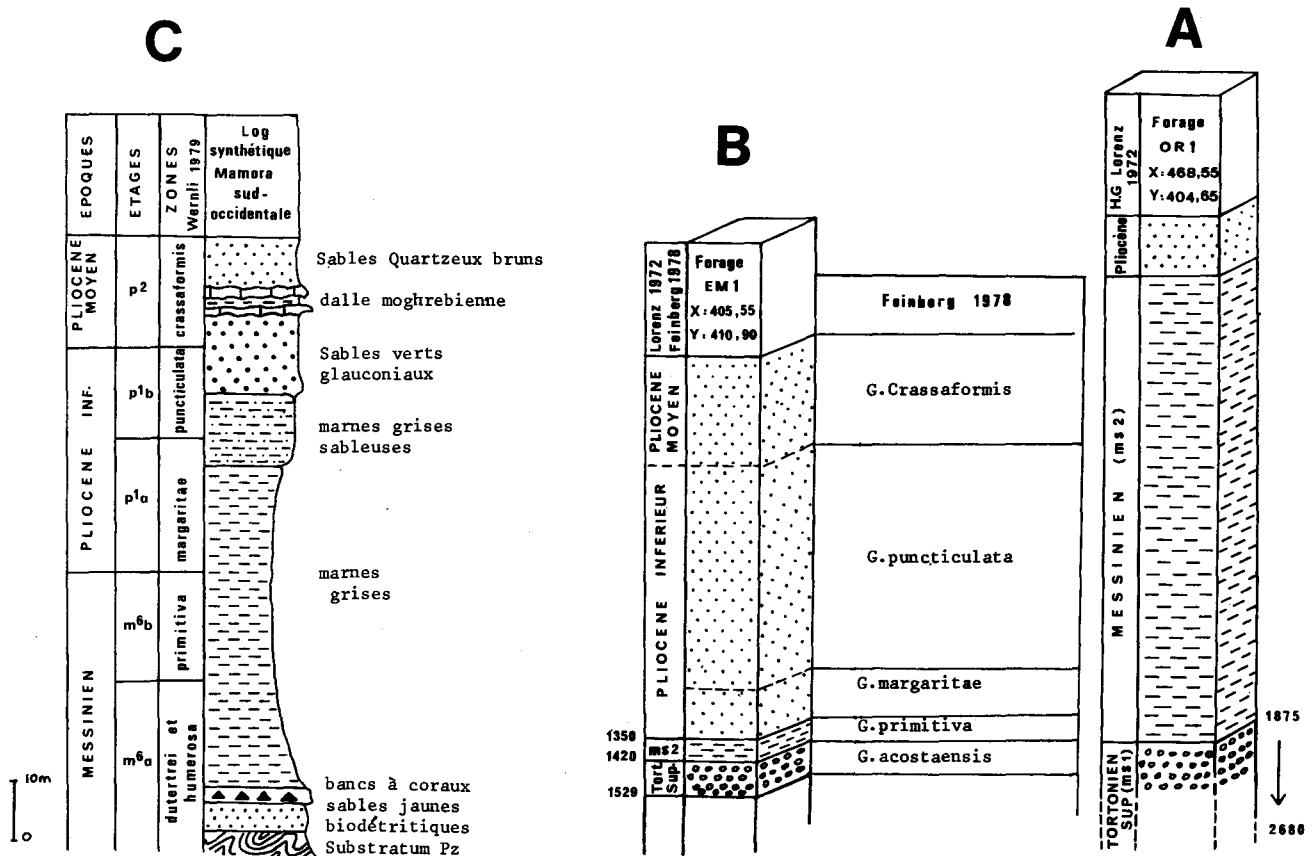 C
EPOQUES
ETAGES
ZONES
Wernli 1979
Log
synthétique
Mamora
sud-
occidentale
PLIOCENE
MOYEN
p2
crassaformis
PLIOCENE INF.
p1b
puncticulata
p1a
margaritae
MESSINIEN
m6b
primitiva
m6a
dutertrei et
humerosa
Sables Quartzeux bruns
dalle moghrebienne
Sables verts
glauconiaux
marnes grises
sableuses
marnes
grises
bancs à coraux
sables jaunes
biodétritiques
Substratum Pz
10m
0
B
Lorenz 1972
Feinberg 1978
Forage
EM1
X:405,55
Y:410,90
PLIOCENE
MOYEN
PLIOCENE INFERIEUR
ms2
Tort.
Sup.
1350
1420
1529
Feinberg 1978
G.Crassaformis
G.puncticulata
G.margaritae
G.primitiva
G.acostaensis
A
H.G Lorenz
1972
Forage
OR1
X:468,55
Y:404,65
Pliocène
MESSINIEN (ms2)
TORTONIEN
SUP (ms1)
1875
2680